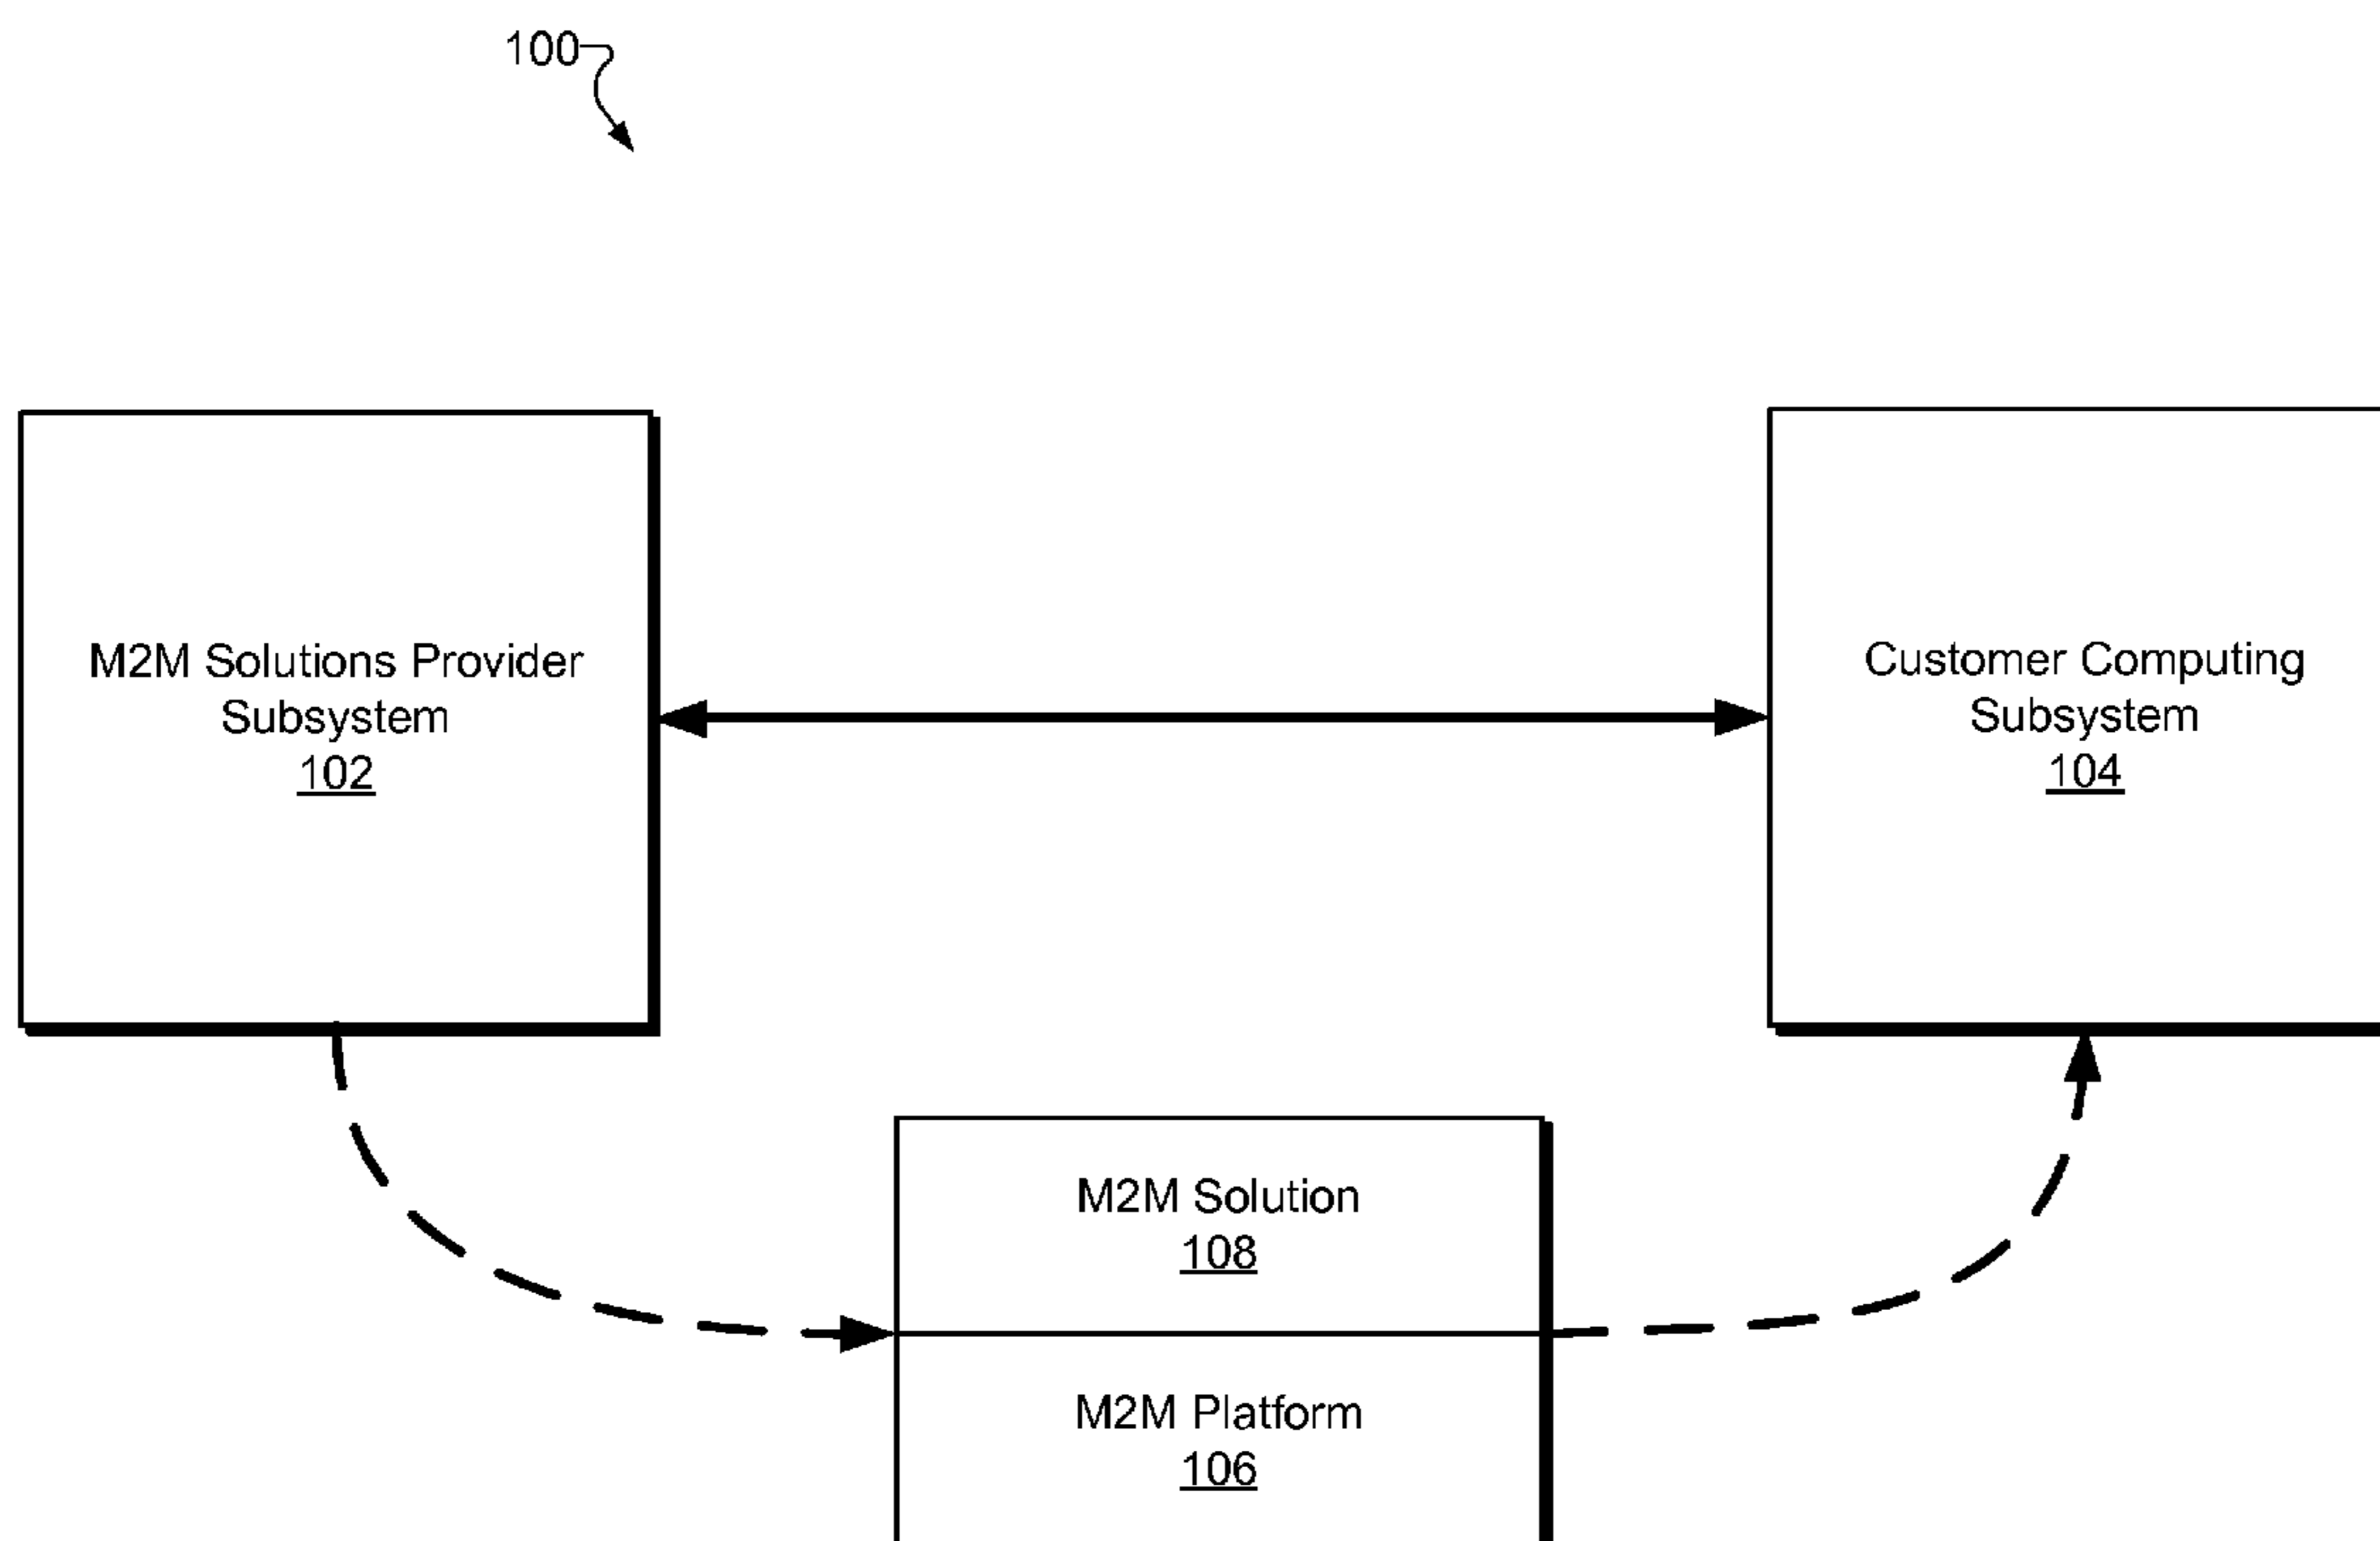 100
M2M Solutions Provider
Subsystem
102
Customer Computing
Subsystem
104
M2M Solution
108
M2M Platform
106